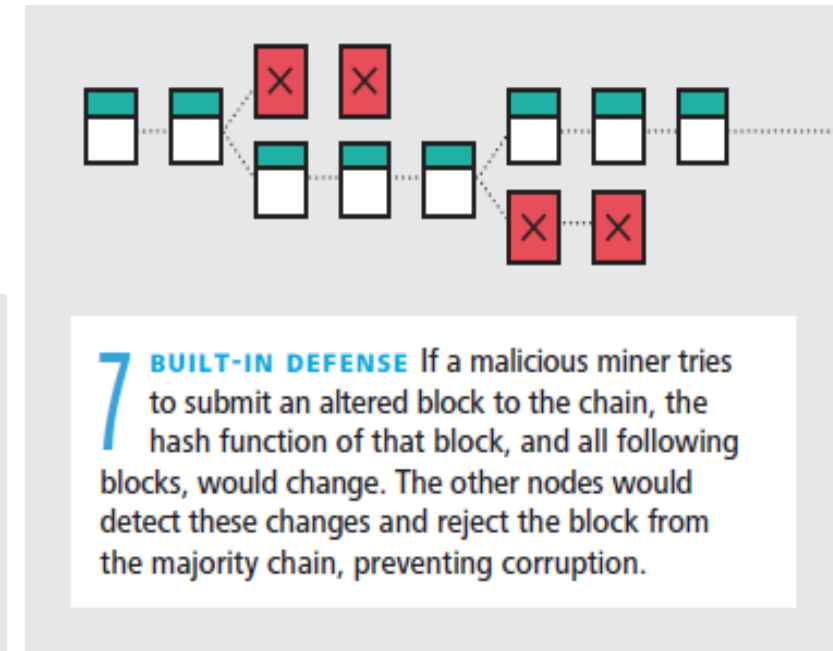 7 BUILT-IN DEFENSE If a malicious miner tries
to submit an altered block to the chain, the
hash function of that block, and all following
blocks, would change. The other nodes would
detect these changes and reject the block from
the majority chain, preventing corruption.